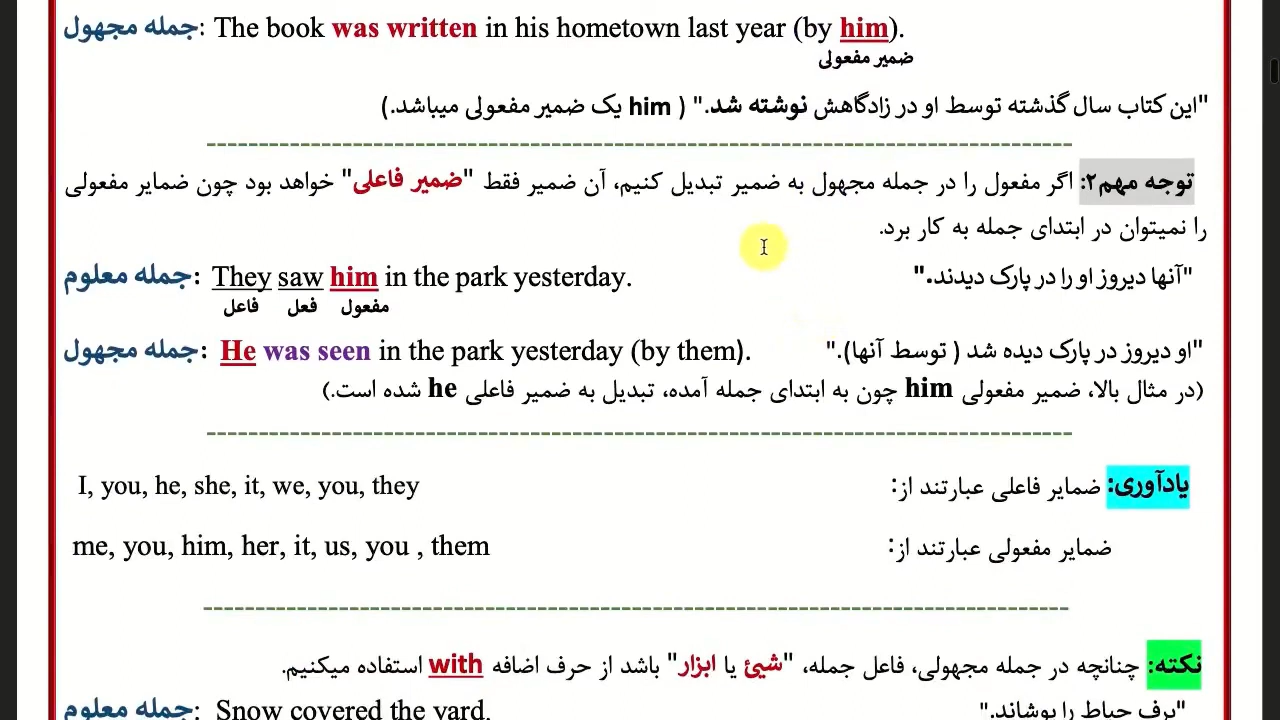 جمله مجهول: The book was written in his hometown last year (by him).
ضمیر مفعولی
"این کتاب سال گذشته توسط او در زادگاهش نوشته شد." ( him یک ضمیر مفعولی میباشد.)
توجه مهم۲: اگر مفعول را در جمله مجهول به ضمیر تبدیل کنیم، آن ضمیر فقط "ضمیر فاعلی" خواهد بود چون ضمایر مفعولی
را نمیتوان در ابتدای جمله به کار برد.
جمله معلوم: They saw him in the park yesterday. "آنها دیروز او را در پارک دیدند."
فاعل فعل مفعول
جمله مجهول: He was seen in the park yesterday (by them). "او دیروز در پارک دیده شد ( توسط آنها)."
(در مثال بالا، ضمیر مفعولی him چون به ابتدای جمله آمده، تبدیل به ضمیر فاعلی he شده است.)
یادآوری: ضمایر فاعلی عبارتند از: I, you, he, she, it, we, you, they
ضمایر مفعولی عبارتند از: me, you, him, her, it, us, you , them
نکته: چنانچه در جمله مجهولی، فاعل جمله، "شیئ یا ابزار" باشد از حرف اضافه with استفاده میکنیم.
جمله معلوم: Snow covered the yard. "برف حیاط را پوشاند."